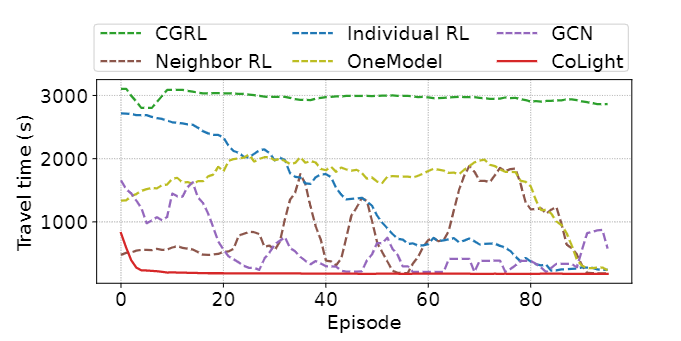 CGRL Individual RL GCN
Neighbor RL OneModel CoLight
3000
2000
1000
Travel time (s)
0 20 40 60 80
Episode